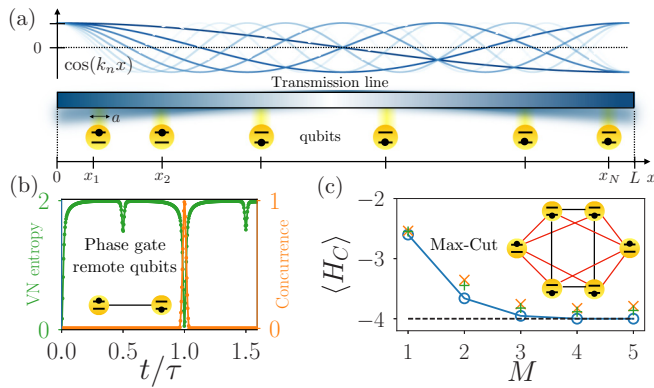 (a)
0
cos(kₙx)
Transmission line
a
qubits
0 x₁ x₂ x_N L x
(b)
2
VN entropy
0
Phase gate
remote qubits
1
Concurrence
0
0.0 0.5 1.0 1.5
t/τ
(c)
−2
−3
−4
⟨H_C⟩
Max-Cut
1 2 3 4 5
M